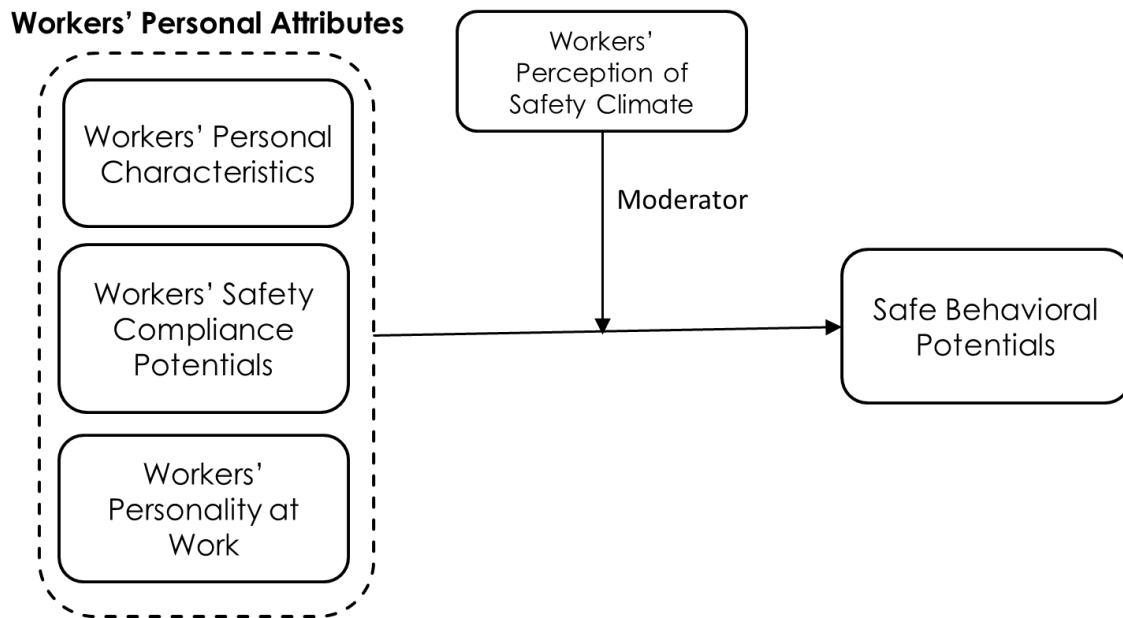 Workers’ Personal Attributes
Workers’ Personal
Characteristics
Workers’ Safety
Compliance
Potentials
Workers’
Personality at
Work
Workers’
Perception of
Safety Climate
Moderator
Safe Behavioral
Potentials